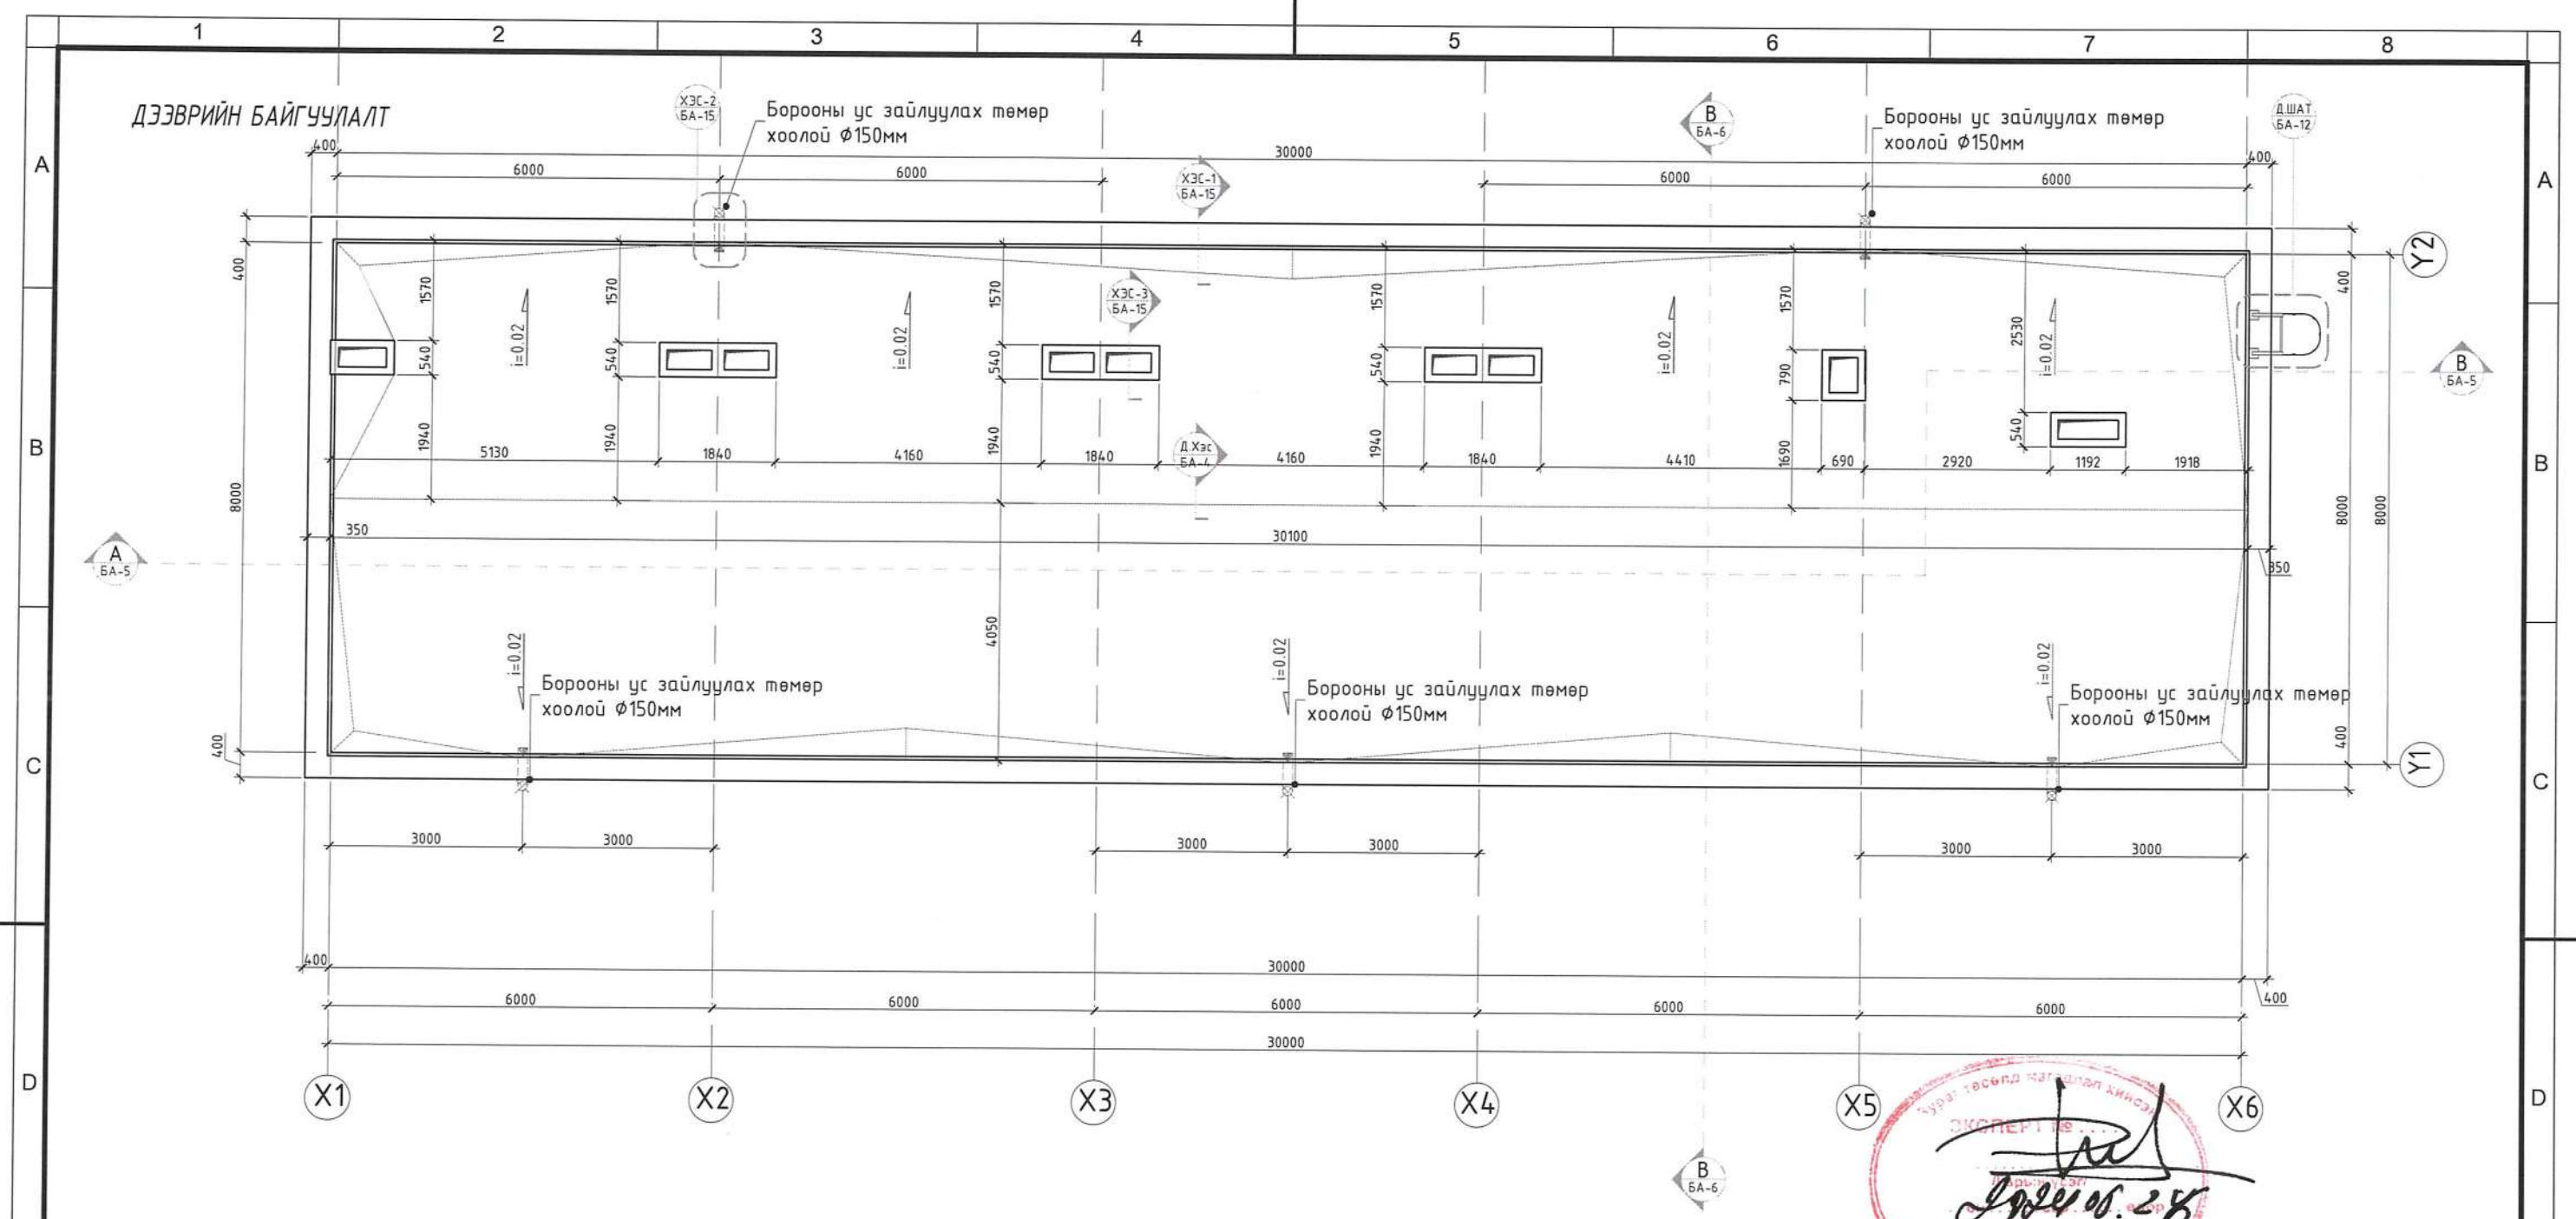 1 2 3 4 5 6 7 8
A
B
C
D
A
B
C
D
ДЭЭВРИЙН БАЙГУУЛАЛТ
ХЭС-2
БА-15
Борооны ус зайлуулах төмөр
хоолой Ф150мм
B
БА-6
Борооны ус зайлуулах төмөр
хоолой Ф150мм
Д.ШАТ
БА-12
400 30000 400
6000 6000 6000 6000
ХЭС-1
БА-15
400
1570 1570 1570 1570 1570 2530
400
Y2
ХЭС-3
БА-15
i=0.02 i=0.02 i=0.02 i=0.02
540 540 540 540 790 540
B
БА-5
1940 1940 1940 1940 1690
5130 1840 4160 1840 4160 1840 4410 690 2920 1192 1918
Д.Хэс
БА-4
8000 8000 8000
350 30100 350
A
БА-5
4050
i=0.02 i=0.02 i=0.02
Борооны ус зайлуулах төмөр
хоолой Ф150мм
Борооны ус зайлуулах төмөр
хоолой Ф150мм
Борооны ус зайлуулах төмөр
хоолой Ф150мм
400 400
Y1
3000 3000 3000 3000 3000 3000
400 30000 400
6000 6000 6000 6000 6000
30000
X1 X2 X3 X4 X5 X6
B
БА-6
ЭКСПЕРТ №